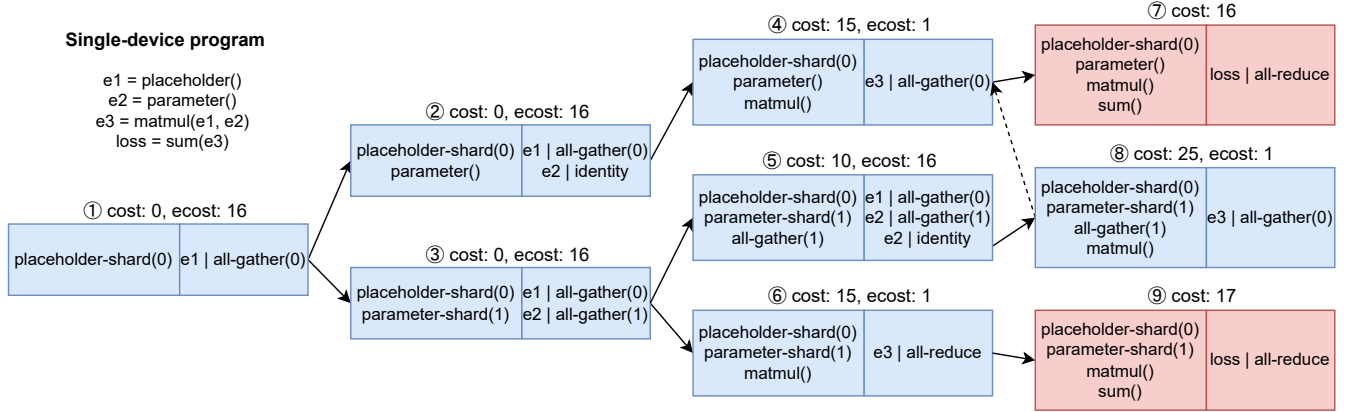 Single-device program
e1 = placeholder()
e2 = parameter()
e3 = matmul(e1, e2)
loss = sum(e3)
① cost: 0, ecost: 16
placeholder-shard(0)
e1 | all-gather(0)
② cost: 0, ecost: 16
placeholder-shard(0)
parameter()
e1 | all-gather(0)
e2 | identity
③ cost: 0, ecost: 16
placeholder-shard(0)
parameter-shard(1)
e1 | all-gather(0)
e2 | all-gather(1)
④ cost: 15, ecost: 1
placeholder-shard(0)
parameter()
matmul()
e3 | all-gather(0)
⑤ cost: 10, ecost: 16
placeholder-shard(0)
parameter-shard(1)
all-gather(1)
e1 | all-gather(0)
e2 | all-gather(1)
e2 | identity
⑥ cost: 15, ecost: 1
placeholder-shard(0)
parameter-shard(1)
matmul()
e3 | all-reduce
⑦ cost: 16
placeholder-shard(0)
parameter()
matmul()
sum()
loss | all-reduce
⑧ cost: 25, ecost: 1
placeholder-shard(0)
parameter-shard(1)
all-gather(1)
matmul()
e3 | all-gather(0)
⑨ cost: 17
placeholder-shard(0)
parameter-shard(1)
matmul()
sum()
loss | all-reduce